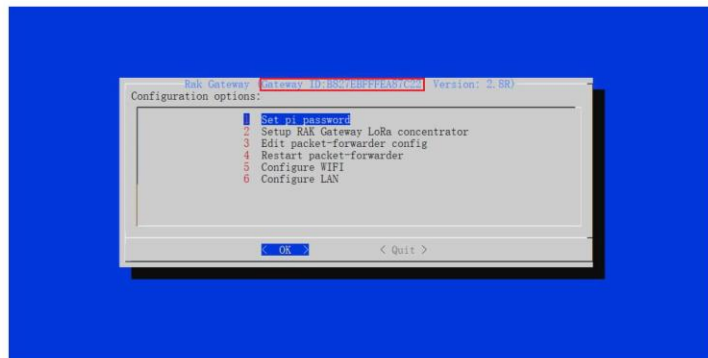 Rak Gateway (Gateway ID:B827EBFFFEA87C22 Version: 2.8R)
Configuration options:
1 Set pi password
2 Setup RAK Gateway LoRa concentrator
3 Edit packet-forwarder config
4 Restart packet-forwarder
5 Configure WIFI
6 Configure LAN
< OK > < Quit >